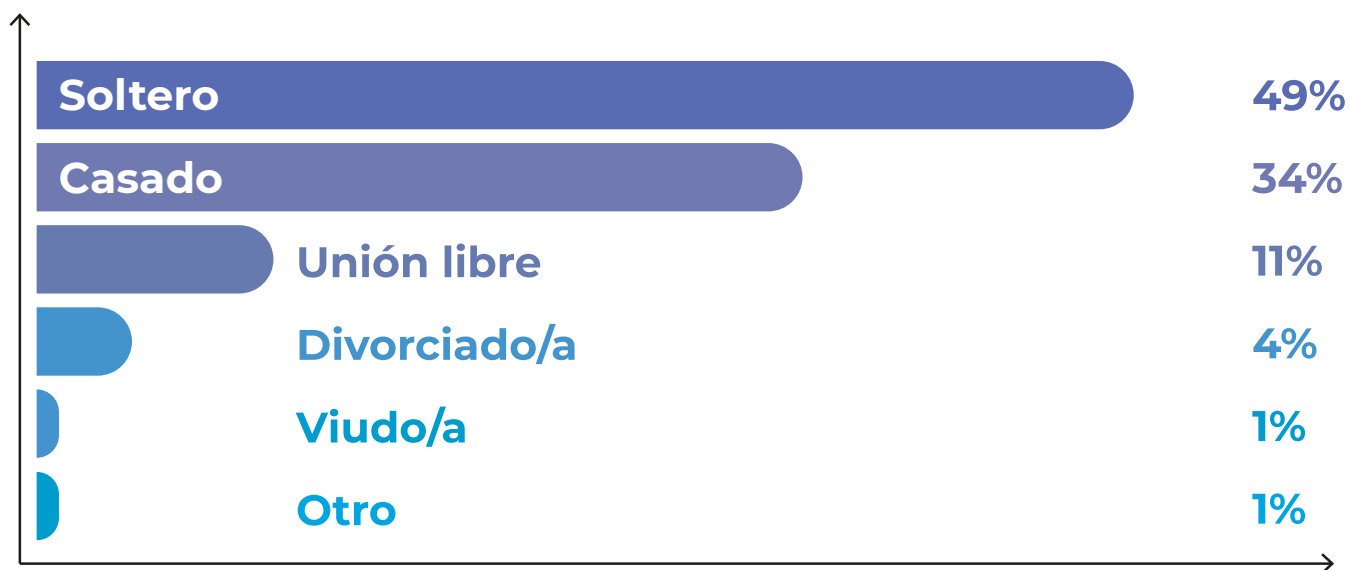 Soltero 49%
Casado 34%
Unión libre 11%
Divorciado/a 4%
Viudo/a 1%
Otro 1%